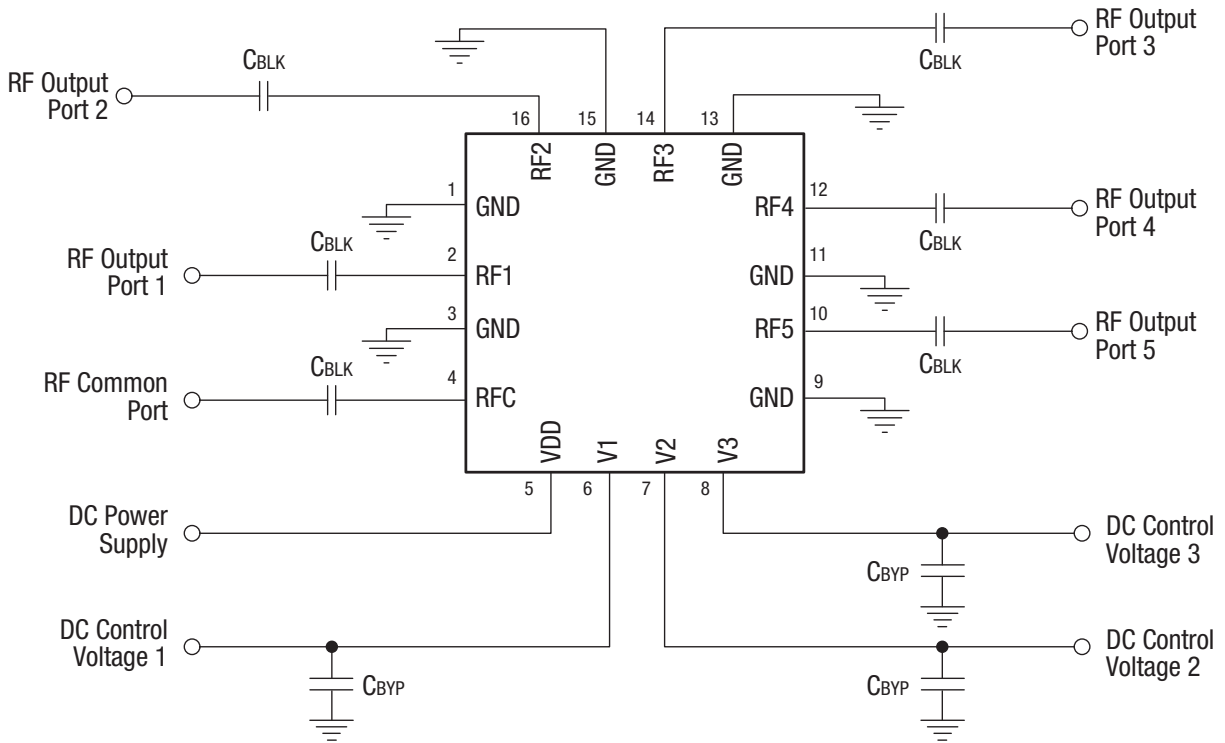 RF Output
Port 3
CBLK
CBLK
RF Output
Port 2
16
15
14
13
RF2
GND
RF3
GND
1
GND
12
RF4
CBLK
RF Output
Port 4
RF Output
Port 1
CBLK
2
RF1
11
GND
3
GND
10
RF5
CBLK
RF Output
Port 5
RF Common
Port
CBLK
4
RFC
9
GND
VDD
V1
V2
V3
5
6
7
8
DC Power
Supply
DC Control
Voltage 3
CBYP
DC Control
Voltage 1
CBYP
DC Control
Voltage 2
CBYP